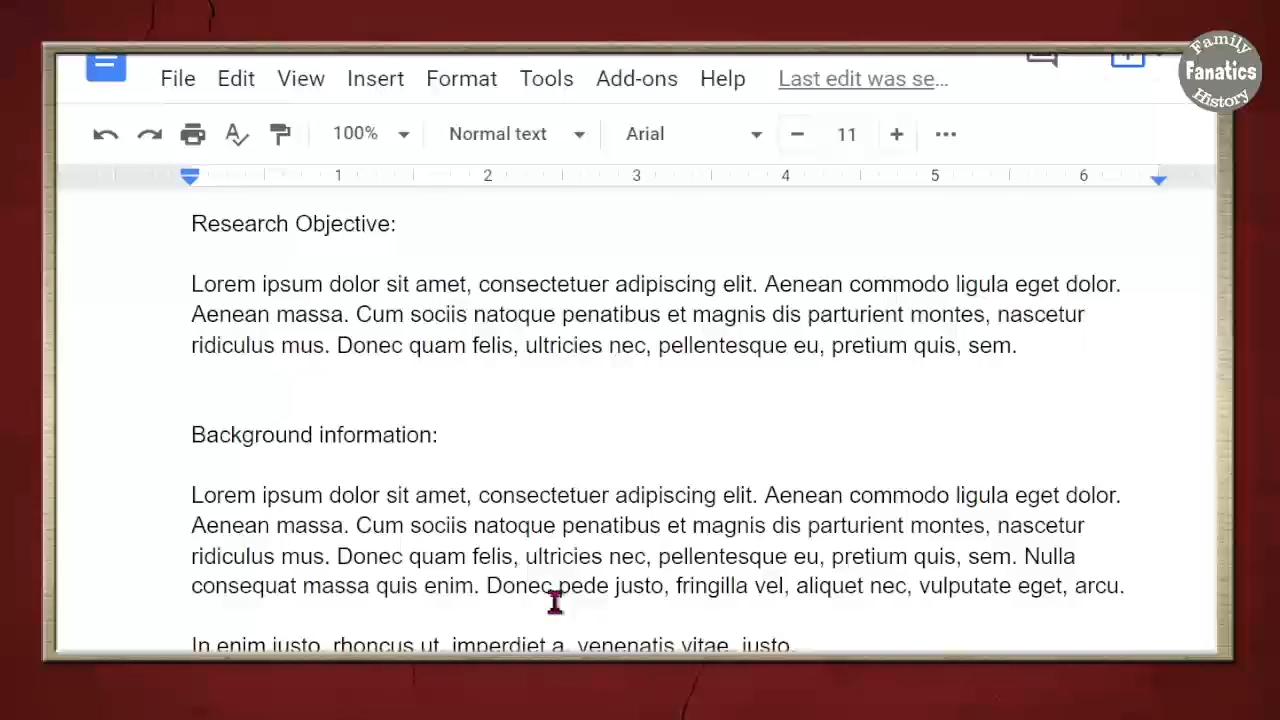 Family
Fanatics
History
File Edit View Insert Format Tools Add-ons Help Last edit was se...
100% Normal text Arial 11
1 2 3 4 5 6
Research Objective:
Lorem ipsum dolor sit amet, consectetuer adipiscing elit. Aenean commodo ligula eget dolor.
Aenean massa. Cum sociis natoque penatibus et magnis dis parturient montes, nascetur
ridiculus mus. Donec quam felis, ultricies nec, pellentesque eu, pretium quis, sem.
Background information:
Lorem ipsum dolor sit amet, consectetuer adipiscing elit. Aenean commodo ligula eget dolor.
Aenean massa. Cum sociis natoque penatibus et magnis dis parturient montes, nascetur
ridiculus mus. Donec quam felis, ultricies nec, pellentesque eu, pretium quis, sem. Nulla
consequat massa quis enim. Donec pede justo, fringilla vel, aliquet nec, vulputate eget, arcu.
In enim justo, rhoncus ut, imperdiet a, venenatis vitae, justo.